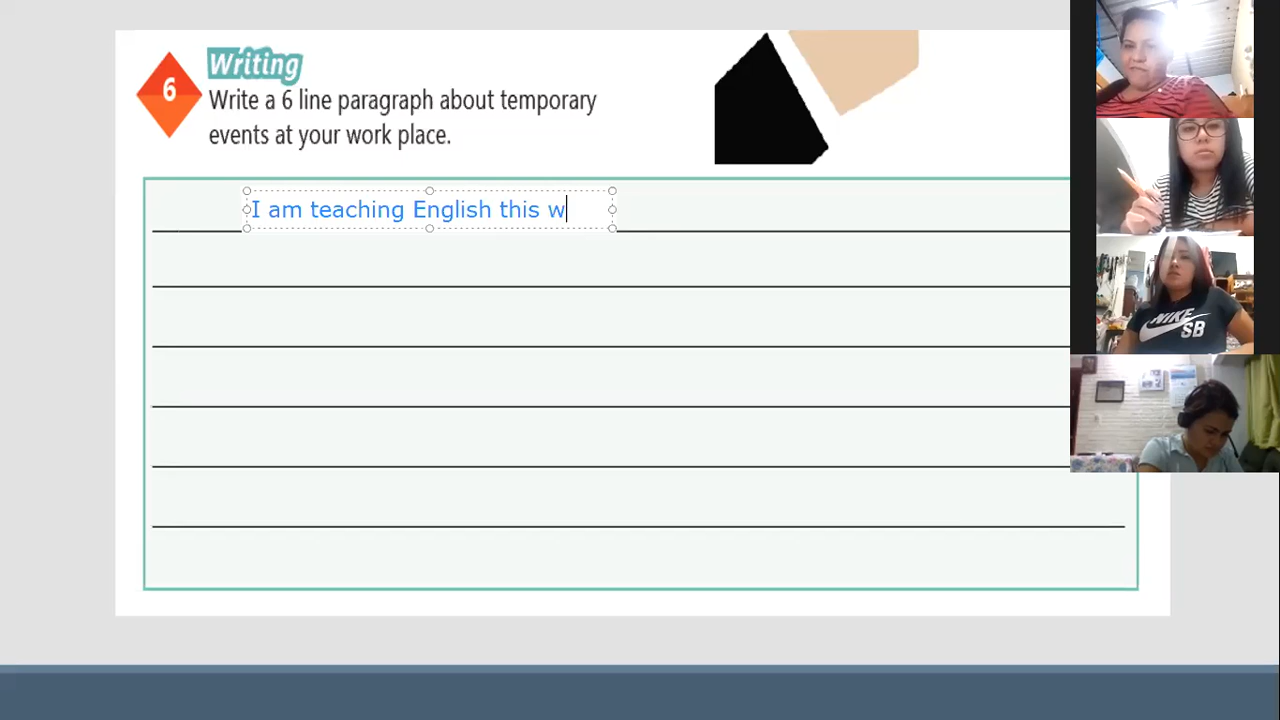 6
Writing
Write a 6 line paragraph about temporary
events at your work place.
I am teaching English this w
NIKE
SB